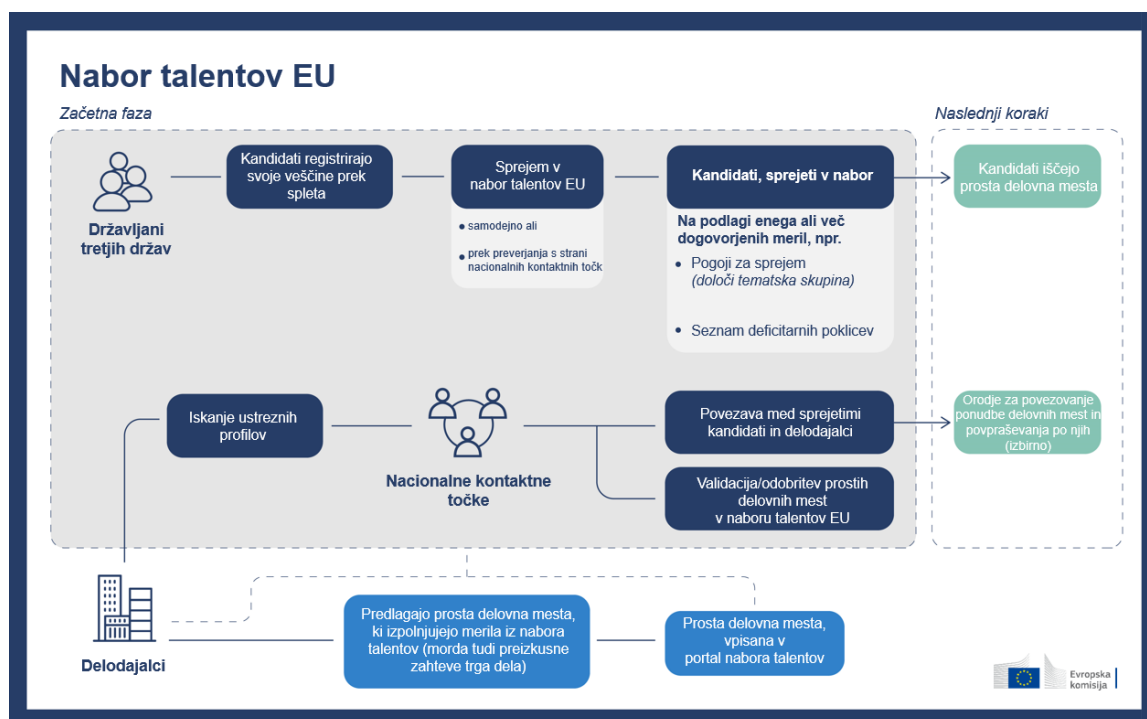 Nabor talentov EU
Začetna faza
Naslednji koraki
Državljani
tretjih držav
Kandidati registrirajo
svoje veščine prek
spleta
Sprejem v
nabor talentov EU
• samodejno ali
• prek preverjanja s strani
nacionalnih kontaktnih točk
Kandidati, sprejeti v nabor
Na podlagi enega ali več
dogovorjenih meril, npr.
• Pogoji za sprejem
(določi tematska skupina)
• Seznam deficitarnih poklicev
Kandidati iščejo
prosta delovna mesta
Iskanje ustreznih
profilov
Nacionalne kontaktne
točke
Povezava med sprejetimi
kandidati in delodajalci
Validacija/odobritev prostih
delovnih mest
v naboru talentov EU
Orodje za povezovanje
ponudbe delovnih mest in
povpraševanja po njih
(izbirno)
Delodajalci
Predlagajo prosta delovna mesta,
ki izpolnjujejo merila iz nabora
talentov (morda tudi preizkusne
zahteve trga dela)
Prosta delovna mesta,
vpisana v
portal nabora talentov
Evropska
komisija